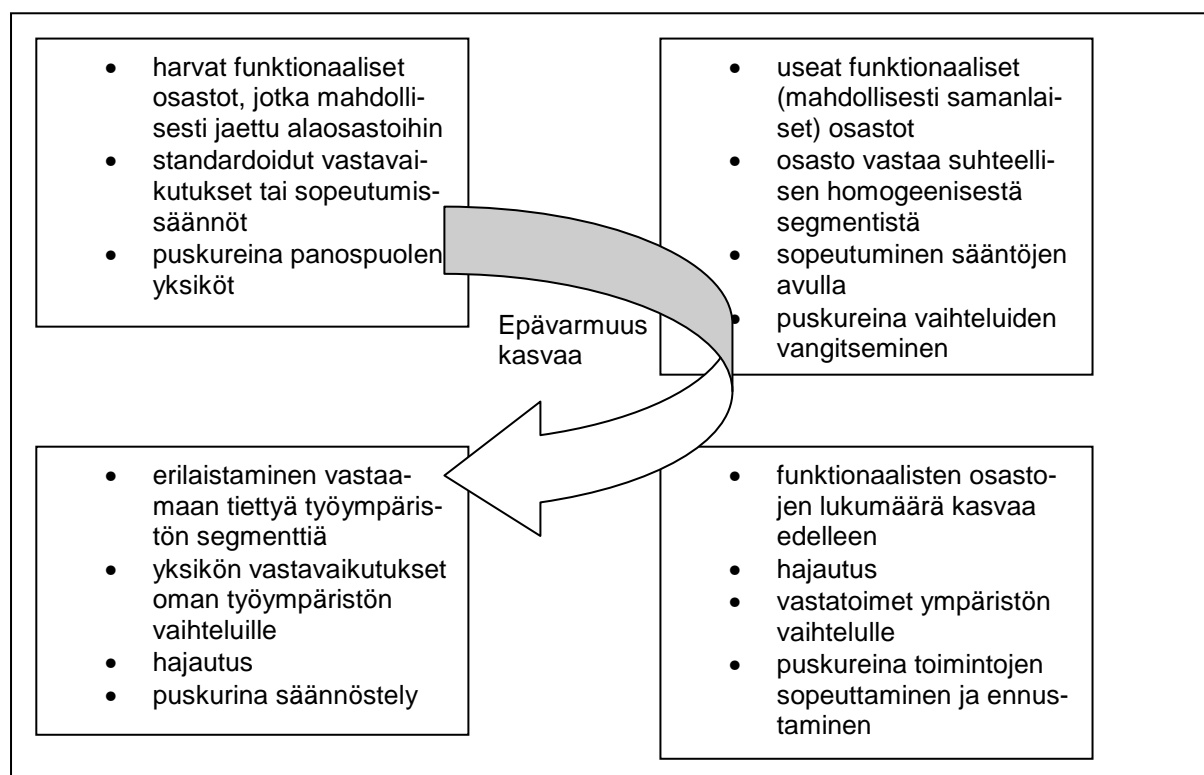 • harvat funktionaaliset
osastot, jotka mahdolli-
sesti jaettu alaosastoihin
• standardoidut vastavai-
kutukset tai sopeutumis-
säännöt
• puskureina panospuolen
yksiköt
• useat funktionaaliset
(mahdollisesti samanlai-
set) osastot
• osasto vastaa suhteelli-
sen homogeenisestä
segmentistä
• sopeutuminen sääntöjen
avulla
• puskureina vaihteluiden
vangitseminen
Epävarmuus
kasvaa
• erilaistaminen vastaa-
maan tiettyä työympäris-
tön segmenttiä
• yksikön vastavaikutukset
oman työympäristön
vaihteluille
• hajautus
• puskurina säännöstely
• funktionaalisten osasto-
jen lukumäärä kasvaa
edelleen
• hajautus
• vastatoimet ympäristön
vaihtelulle
• puskureina toimintojen
sopeuttaminen ja ennus-
taminen